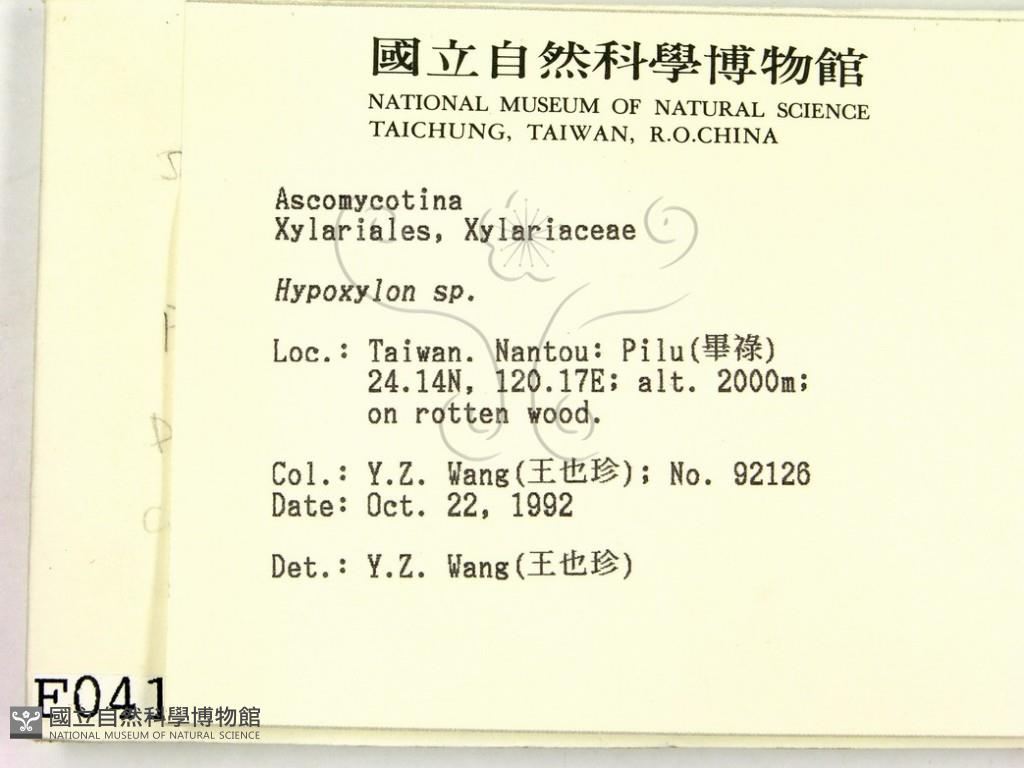 國立自然科學博物館
NATIONAL MUSEUM OF NATURAL SCIENCE
TAICHUNG, TAIWAN, R.O.CHINA
Ascomycotina
Xylariales, Xylariaceae
Hypoxylon sp.
Loc.: Taiwan. Nantou: Pilu(畢祿)
24.14N, 120.17E; alt. 2000m;
on rotten wood.
Col.: Y.Z. Wang(王也珍); No. 92126
Date: Oct. 22, 1992
Det.: Y.Z. Wang(王也珍)
F041
國立自然科學博物館
NATIONAL MUSEUM OF NATURAL SCIENCE